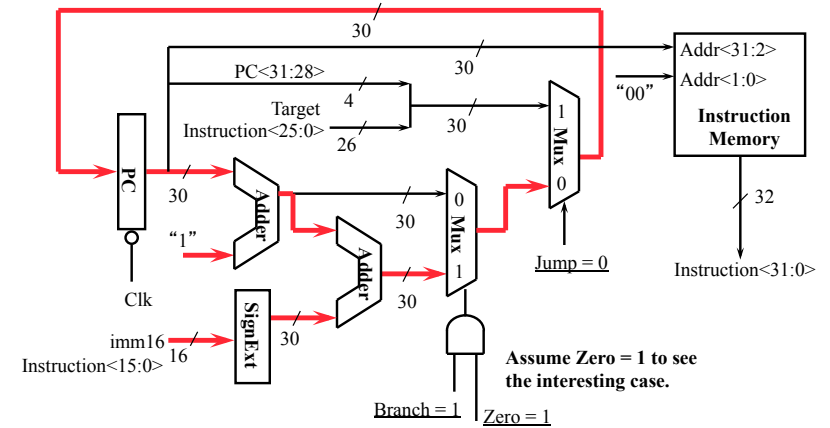 30
30
Addr<31:2>
PC<31:28>
4
"00"
Addr<1:0>
Target
Instruction<25:0>
26
30
1
Mux
0
Instruction
Memory
PC
30
Adder
30
0
Mux
1
32
"1"
Adder
30
Jump = 0
Instruction<31:0>
Clk
SignExt
30
imm16
16
Instruction<15:0>
Assume Zero = 1 to see
the interesting case.
Branch = 1
Zero = 1